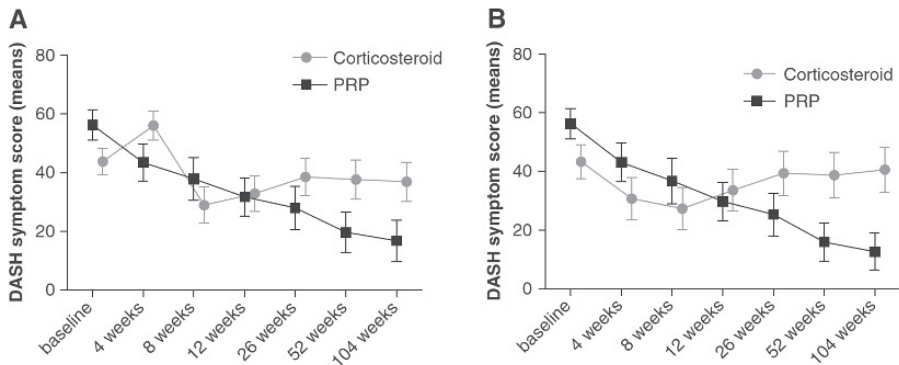 A
DASH symptom score (means)
80
60
40
20
0
Corticosteroid
PRP
baseline
4 weeks
8 weeks
12 weeks
26 weeks
52 weeks
104 weeks
B
DASH symptom score (means)
80
60
40
20
0
Corticosteroid
PRP
baseline
4 weeks
8 weeks
12 weeks
26 weeks
52 weeks
104 weeks